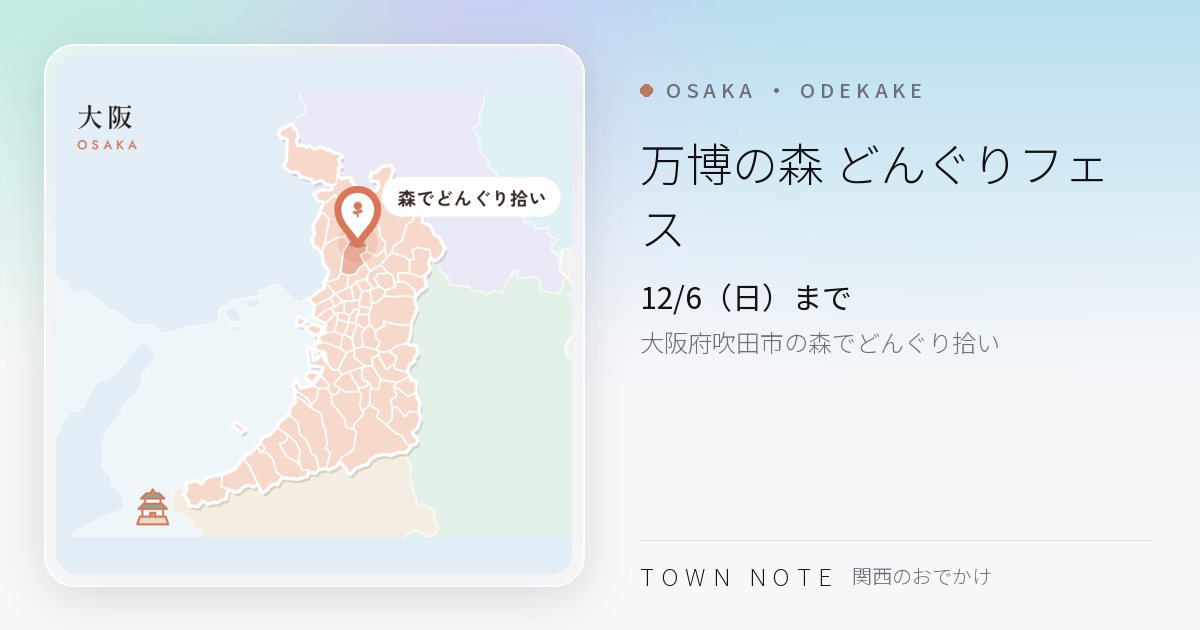 大阪
OSAKA
森でどんぐり拾い
OSAKA • ODEKAKE
万博の森 どんぐりフェ
ス
12/6（日）まで
大阪府吹田市の森でどんぐり拾い
TOWN NOTE 関西のおでかけ